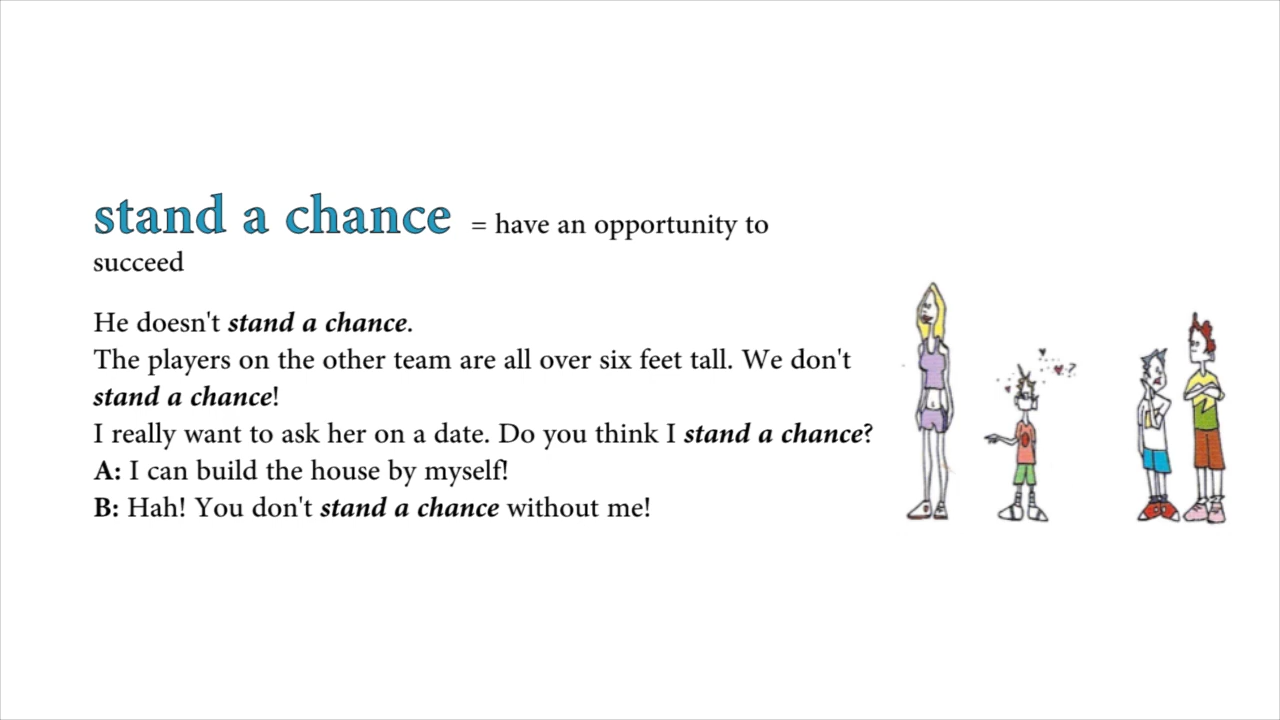 stand a chance = have an opportunity to
succeed
He doesn't stand a chance.
The players on the other team are all over six feet tall. We don't
stand a chance!
I really want to ask her on a date. Do you think I stand a chance?
A: I can build the house by myself!
B: Hah! You don't stand a chance without me!
?